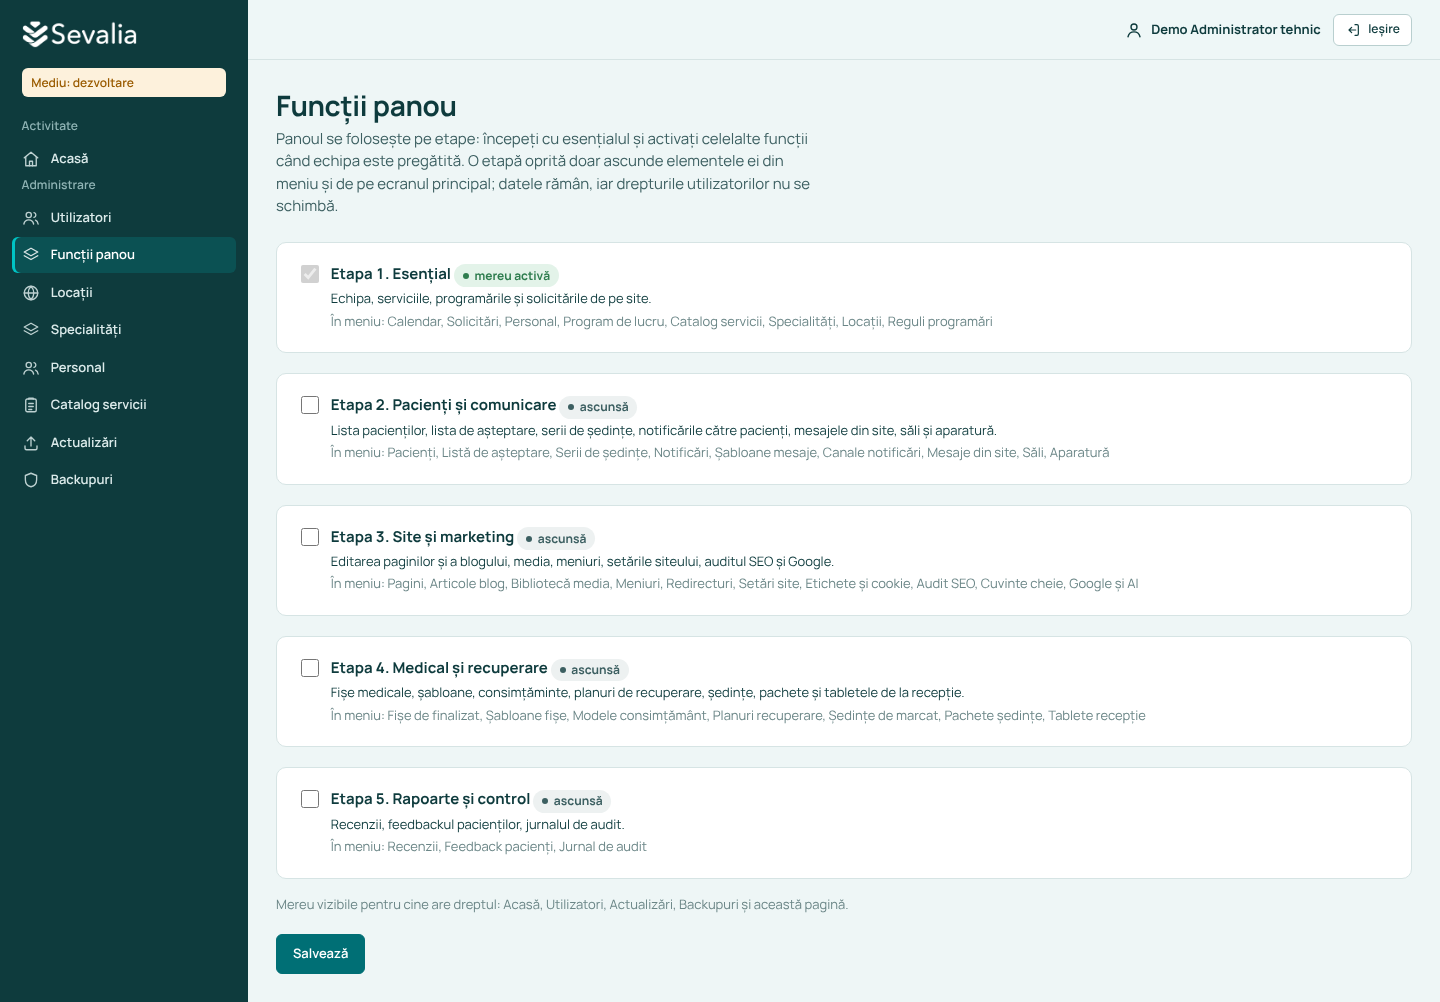 Sevalia
Mediu: dezvoltare
Activitate
Acasă
Administrare
Utilizatori
Funcții panou
Locații
Specialități
Personal
Catalog servicii
Actualizări
Backupuri
Demo Administrator tehnic
Ieșire
Funcții panou
Panoul se folosește pe etape: începeți cu esențialul și activați celelalte funcții
când echipa este pregătită. O etapă oprită doar ascunde elementele ei din
meniu și de pe ecranul principal; datele rămân, iar drepturile utilizatorilor nu se
schimbă.
Etapa 1. Esențial mereu activă
Echipa, serviciile, programările și solicitările de pe site.
În meniu: Calendar, Solicitări, Personal, Program de lucru, Catalog servicii, Specialități, Locații, Reguli programări
Etapa 2. Pacienți și comunicare ascunsă
Lista pacienților, lista de așteptare, serii de ședințe, notificările către pacienți, mesajele din site, săli și aparatură.
În meniu: Pacienți, Listă de așteptare, Serii de ședințe, Notificări, Șabloane mesaje, Canale notificări, Mesaje din site, Săli, Aparatură
Etapa 3. Site și marketing ascunsă
Editarea paginilor și a blogului, media, meniuri, setările siteului, auditul SEO și Google.
În meniu: Pagini, Articole blog, Bibliotecă media, Meniuri, Redirecturi, Setări site, Etichete și cookie, Audit SEO, Cuvinte cheie, Google și AI
Etapa 4. Medical și recuperare ascunsă
Fișe medicale, șabloane, consimțăminte, planuri de recuperare, ședințe, pachete și tabletele de la recepție.
În meniu: Fișe de finalizat, Șabloane fișe, Modele consimțământ, Planuri recuperare, Ședințe de marcat, Pachete ședințe, Tablete recepție
Etapa 5. Rapoarte și control ascunsă
Recenzii, feedbackul pacienților, jurnalul de audit.
În meniu: Recenzii, Feedback pacienți, Jurnal de audit
Mereu vizibile pentru cine are dreptul: Acasă, Utilizatori, Actualizări, Backupuri și această pagină.
Salvează